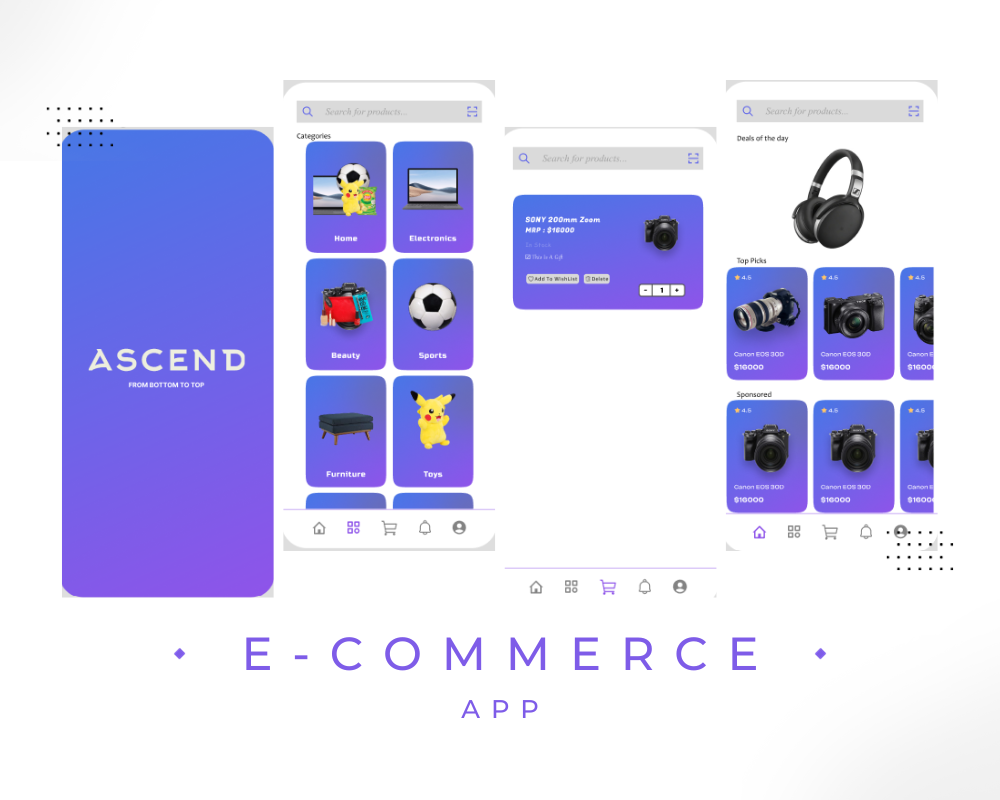 ASCEND
FROM BOTTOM TO TOP
Search for products...
Categories
Home
Electronics
Beauty
Sports
Furniture
Toys
Search for products...
SONY 200mm Zoom
MRP : $16000
In Stock
This Is A Gift
Add To WishList
Delete
- 1 +
Search for products...
Deals of the day
Top Picks
4.5
4.5
4.5
Canon EOS 30D
Canon EOS 30D
Canon
$16000
$16000
Sponsored
4.5
4.5
4.5
Canon EOS 30D
Canon EOS 30D
Canon
$16000
$16000
E-COMMERCE
APP